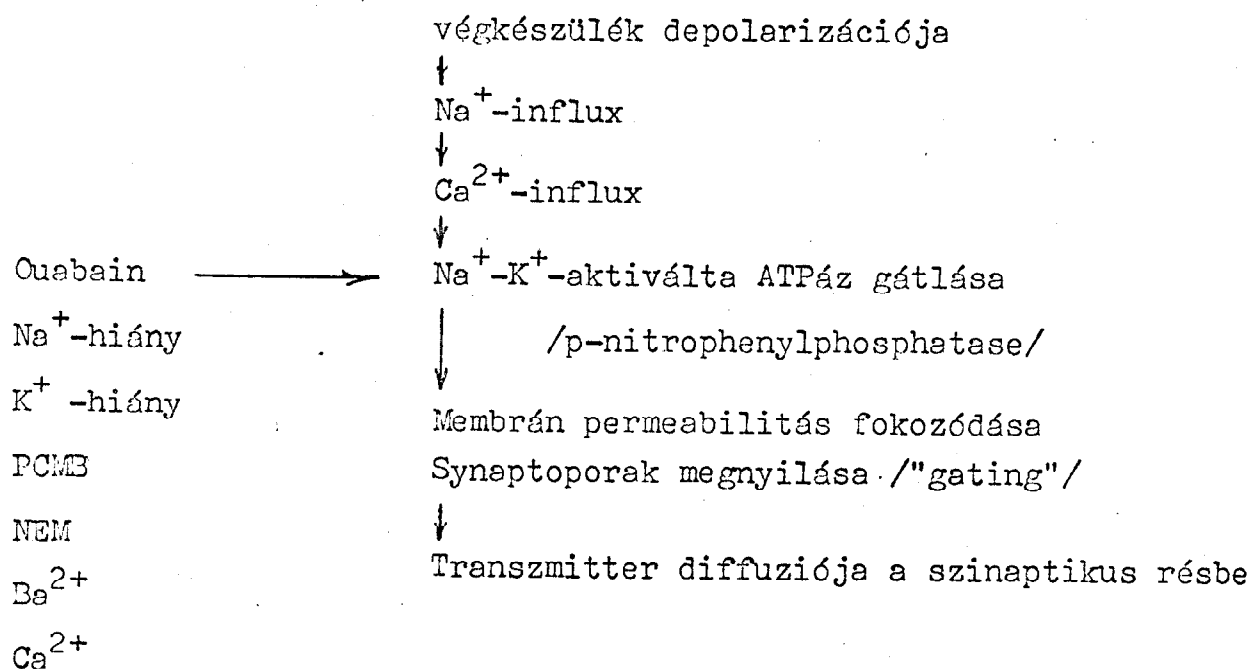 végkészülék depolarizációja
Na+-influx
Ca2+-influx
Ouabain
Na+-K+-aktiválta ATPáz gátlása
Na+-hiány
/p-nitrophenylphosphatase/
K+ -hiány
Membrán permeabilitás fokozódása
PCMB
Synaptoporak megnyilása /"gating"/
NEM
Transzmitter diffuziója a szinaptikus résbe
Ba2+
Ca2+